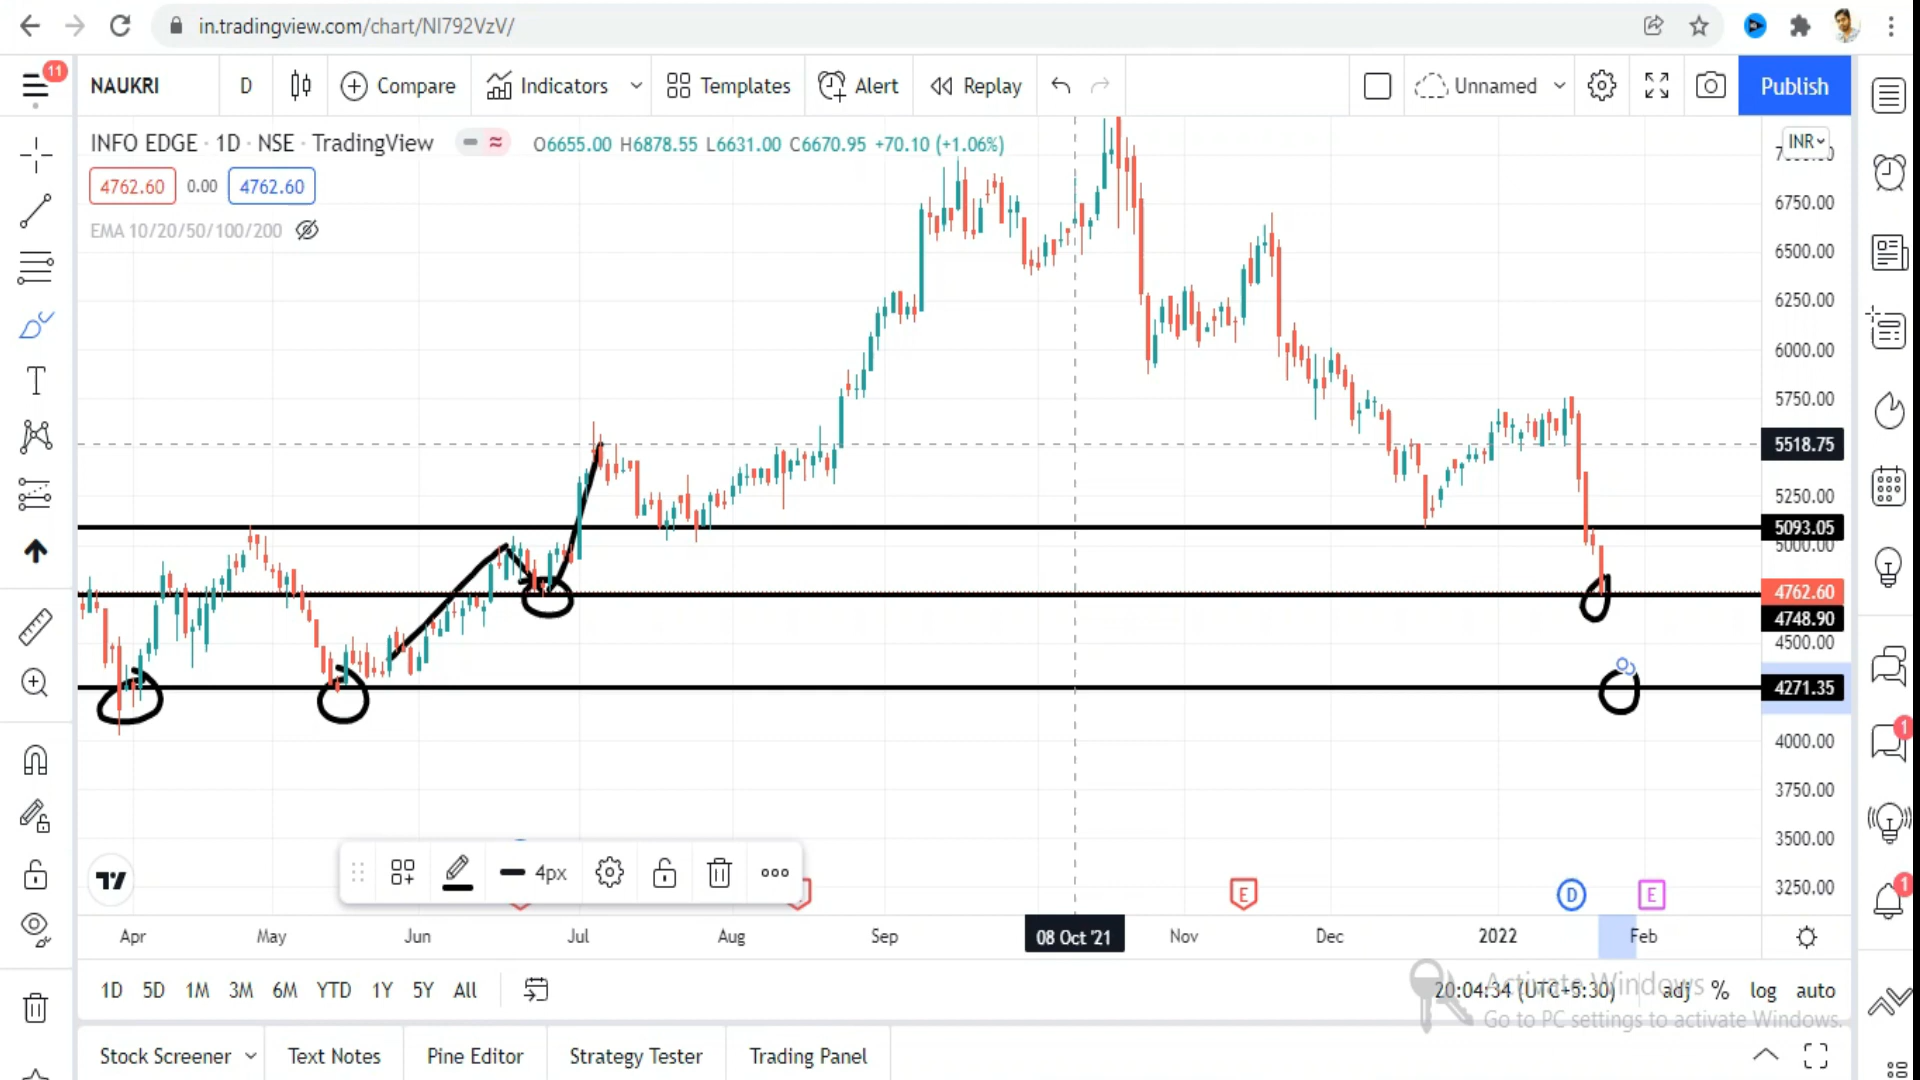 in.tradingview.com/chart/NI792VzV/
11
NAUKRI D Compare Indicators Templates Alert Replay Unnamed Publish
INFO EDGE · 1D · NSE · TradingView O6655.00 H6878.55 L6631.00 C6670.95 +70.10 (+1.06%)
INR
4762.60 0.00 4762.60
EMA 10/20/50/100/200
6750.00
6500.00
6250.00
6000.00
5750.00
5518.75
5250.00
5093.05
5000.00
4762.60
4748.90
4500.00
4271.35
4000.00
3750.00
3500.00
3250.00
1
1
4px
E D E
Apr May Jun Jul Aug Sep 08 Oct '21 Nov Dec 2022 Feb
1D 5D 1M 3M 6M YTD 1Y 5Y All 20:04:34 (UTC+5:30) adj % log auto
Activate Windows
Go to PC settings to activate Windows.
Stock Screener Text Notes Pine Editor Strategy Tester Trading Panel